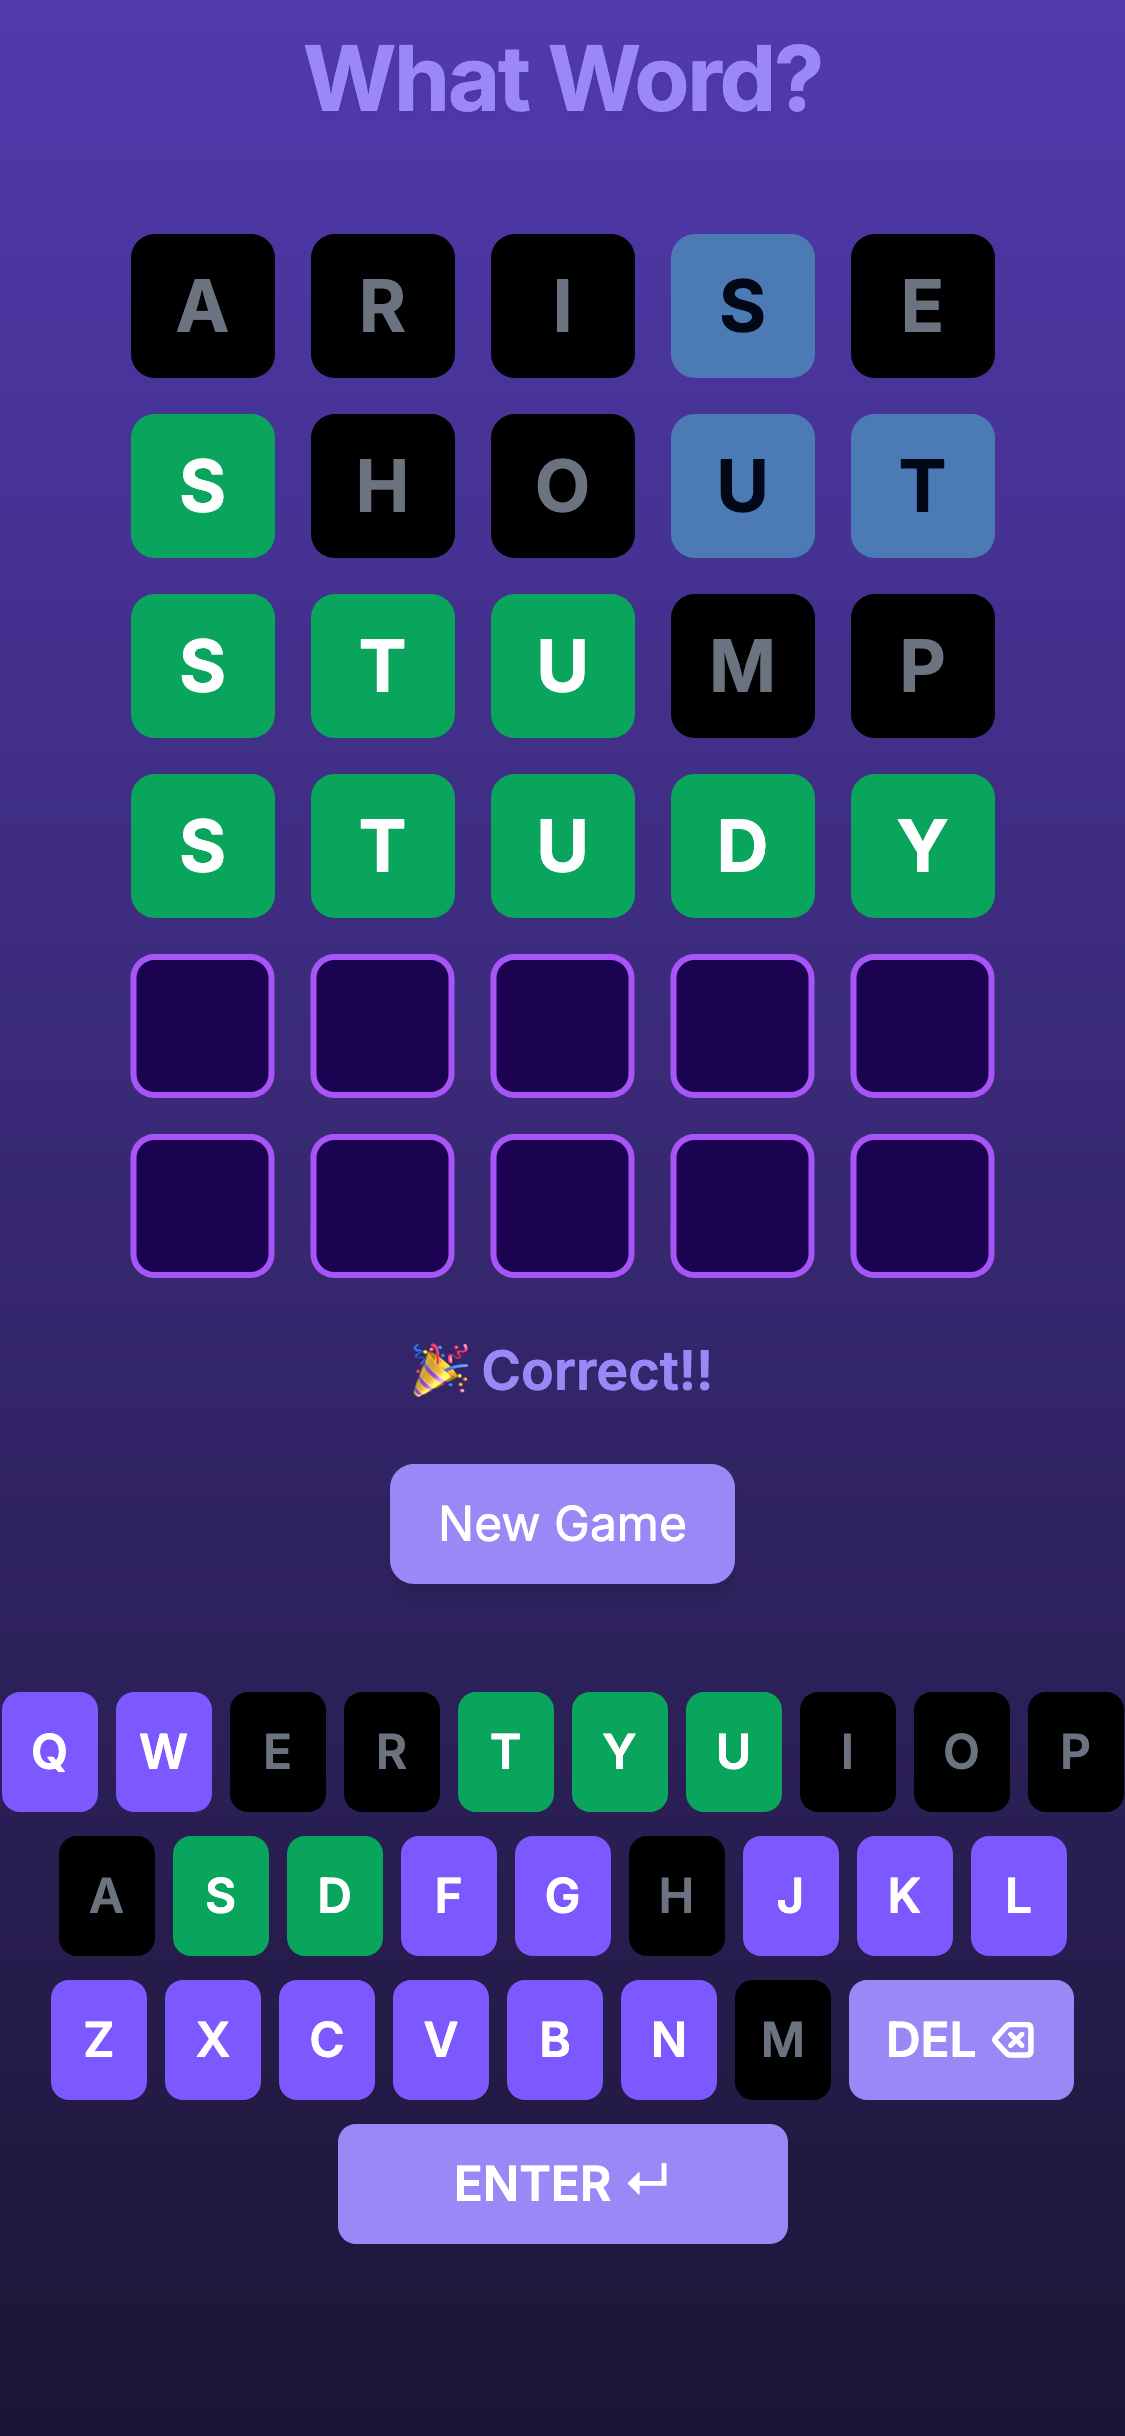 What Word?
A R I S E
S H O U T
S T U M P
S T U D Y
🎉 Correct!!
New Game
Q W E R T Y U I O P
A S D F G H J K L
Z X C V B N M DEL
ENTER